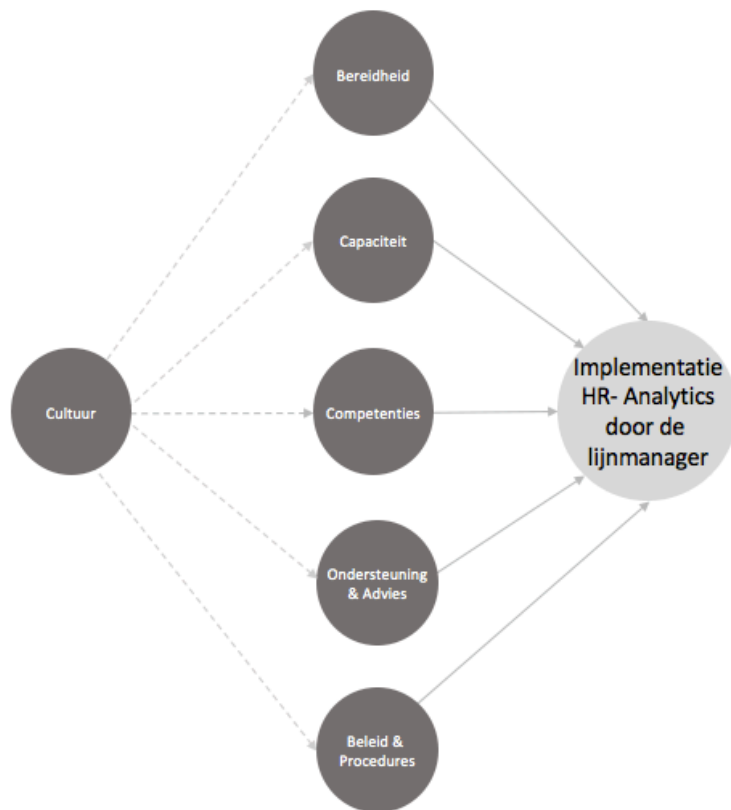 Bereidheid
Capaciteit
Cultuur
Competenties
Ondersteuning
& Advies
Beleid &
Procedures
Implementatie
HR- Analytics
door de
lijnmanager